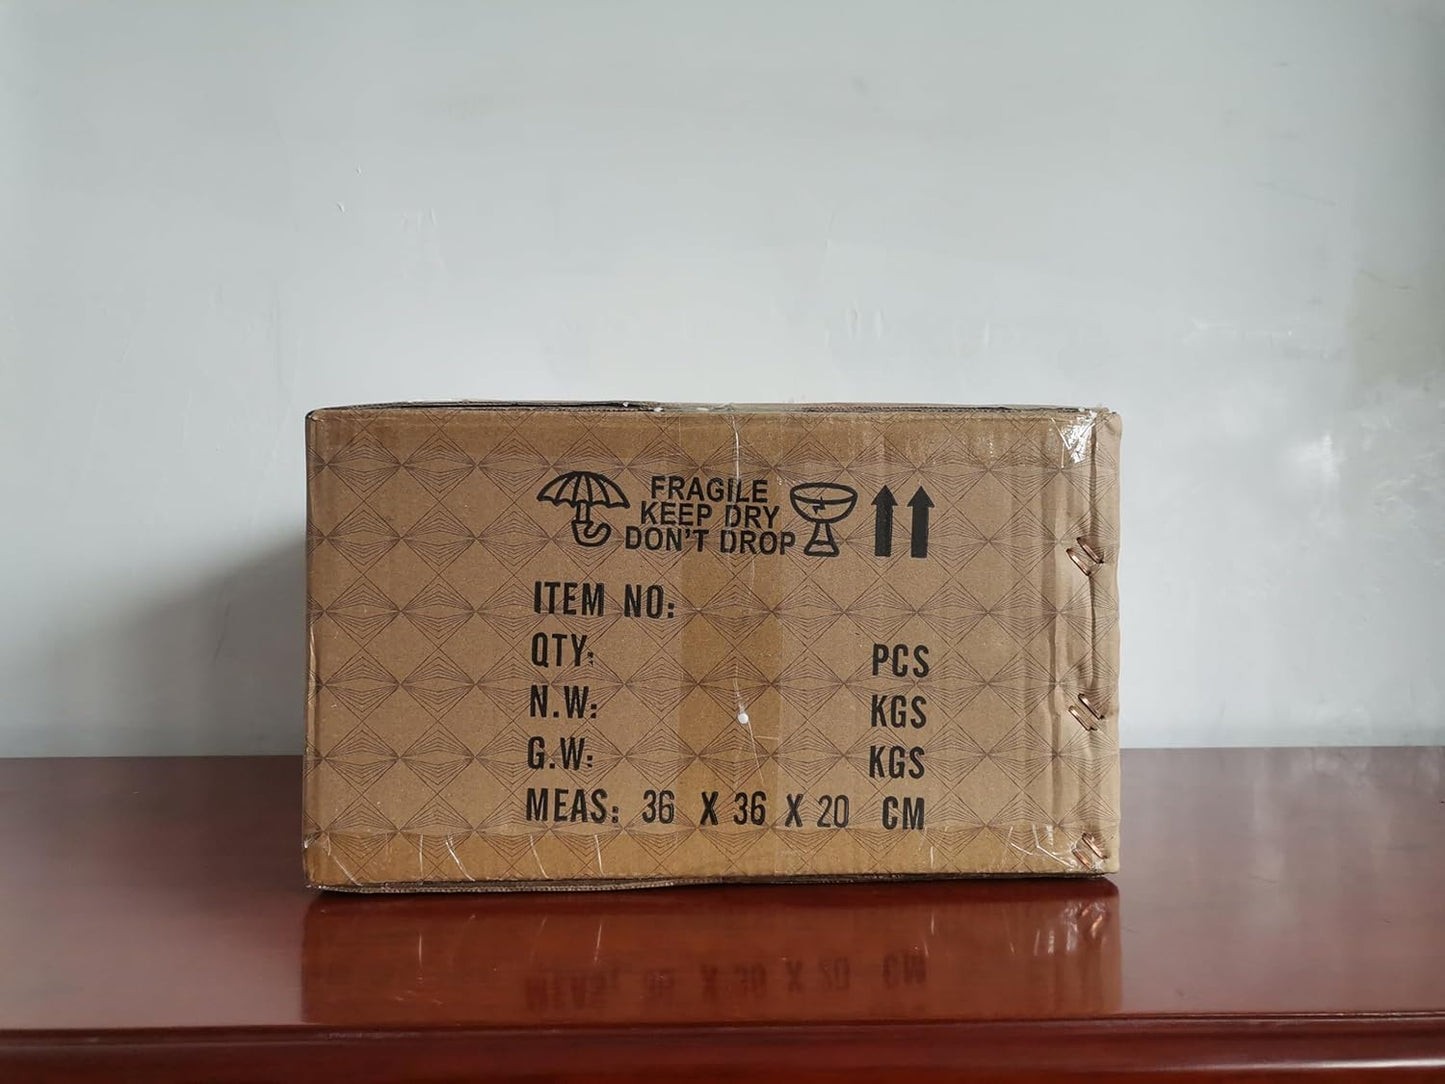 FRAGILE
KEEP DRY
DON'T DROP
ITEM NO:
QTY: PCS
N.W: KGS
G.W: KGS
MEAS: 36 X 36 X 20 CM